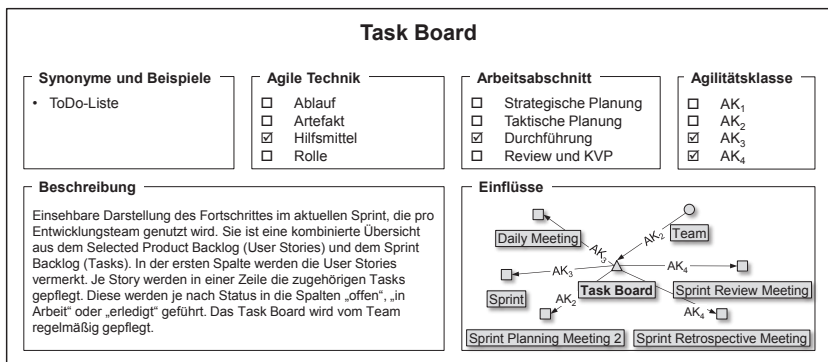 Task Board
Synonyme und Beispiele
• ToDo-Liste
Agile Technik
☐ Ablauf
☐ Artefakt
☑ Hilfsmittel
☐ Rolle
Arbeitsabschnitt
☐ Strategische Planung
☐ Taktische Planung
☑ Durchführung
☐ Review und KVP
Agilitätsklasse
☐ AK₁
☐ AK₂
☑ AK₃
☑ AK₄
Beschreibung
Einsehbare Darstellung des Fortschrittes im aktuellen Sprint, die pro
Entwicklungsteam genutzt wird. Sie ist eine kombinierte Übersicht
aus dem Selected Product Backlog (User Stories) und dem Sprint
Backlog (Tasks). In der ersten Spalte werden die User Stories
vermerkt. Je Story werden in einer Zeile die zugehörigen Tasks
gepflegt. Diese werden je nach Status in die Spalten „offen“, „in
Arbeit“ oder „erledigt“ geführt. Das Task Board wird vom Team
regelmäßig gepflegt.
Einflüsse
Daily Meeting
AK₃
AK₂
Team
AK₃
AK₄
Sprint
Task Board
Sprint Review Meeting
AK₂
AK₄
Sprint Planning Meeting 2
Sprint Retrospective Meeting